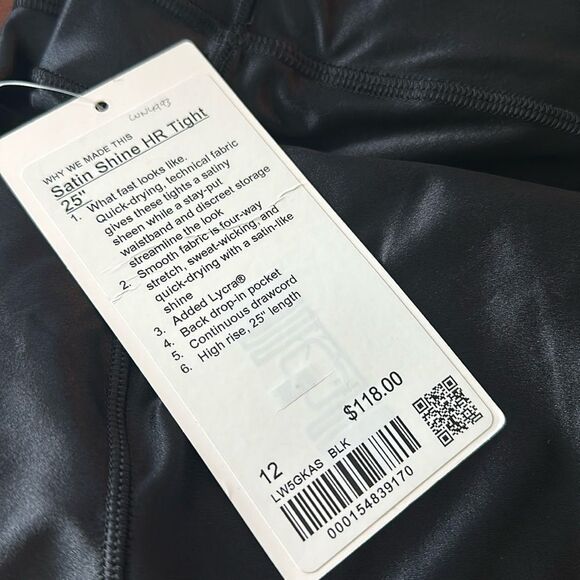 WHY WE MADE THIS
Satin Shine HR Tight
25"
1. What fast looks like.
Quick-drying, technical fabric
gives these tights a satiny
sheen while a stay-put
waistband and discreet storage
streamline the look
2. Smooth fabric is four-way
stretch, sweat-wicking, and
quick-drying with a satin-like
shine
3. Added Lycra®
4. Back drop-in pocket
5. Continuous drawcord
6. High rise, 25" length
$118.00
12
LW5GKAS BLK
000154839170